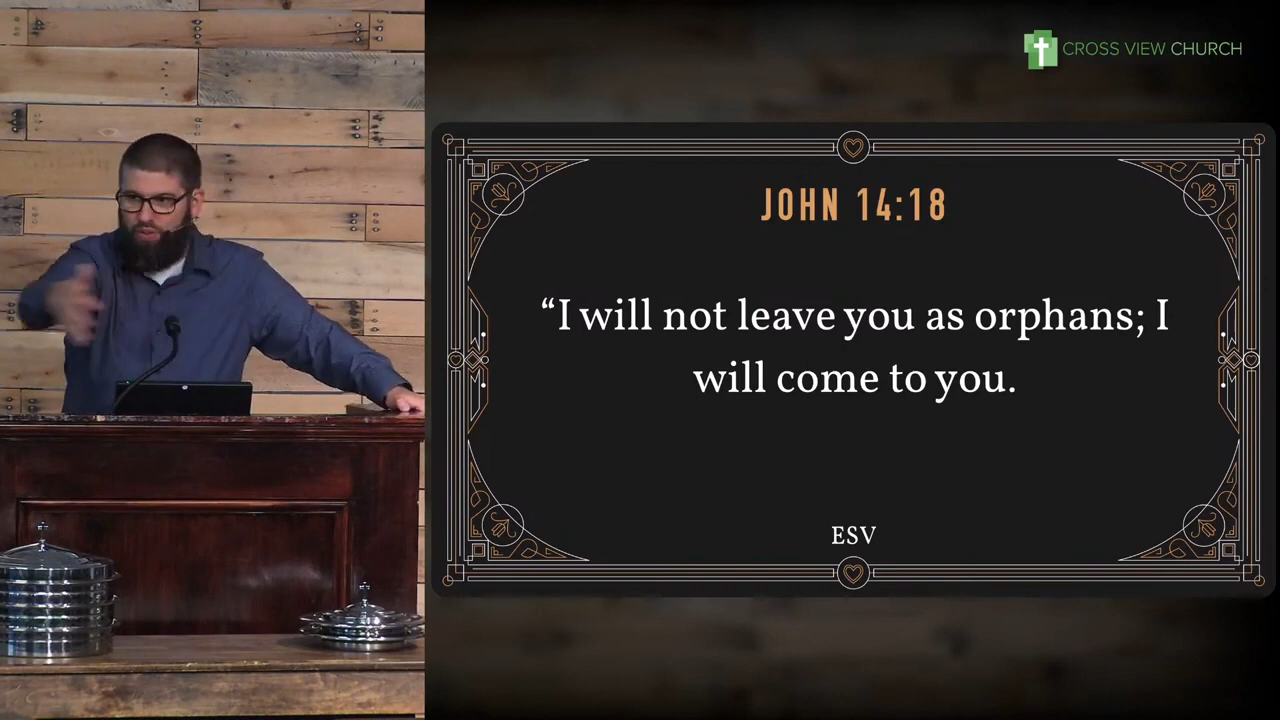 CROSS VIEW CHURCH
JOHN 14:18
“I will not leave you as orphans; I
will come to you.
ESV